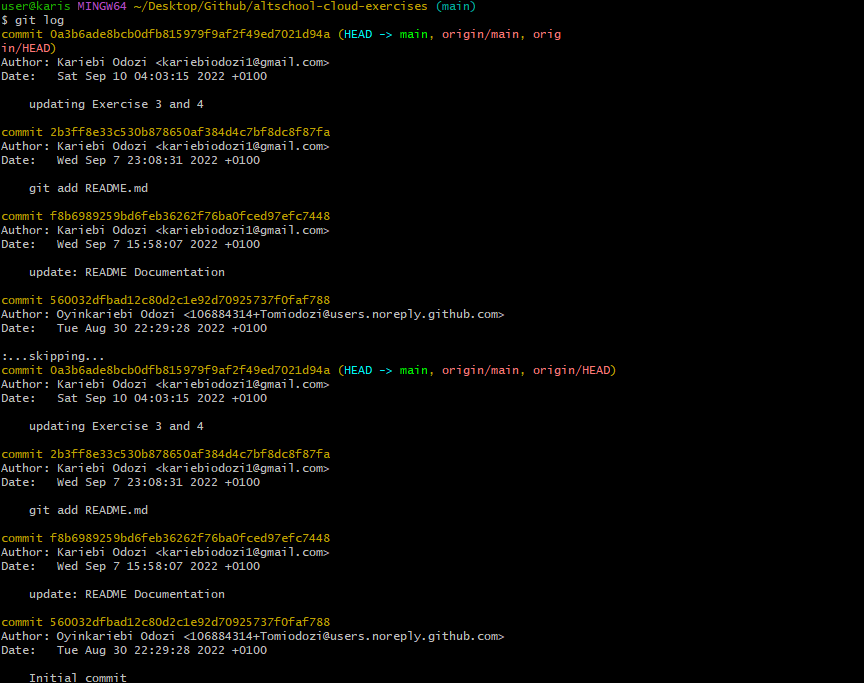 user@karis MINGW64 ~/Desktop/Github/altschool-cloud-exercises (main)
$ git log
commit 0a3b6ade8bcb0dfb815979f9af2f49ed7021d94a (HEAD -> main, origin/main, orig
in/HEAD)
Author: Kariebi Odozi <kariebiodozi1@gmail.com>
Date:   Sat Sep 10 04:03:15 2022 +0100

    updating Exercise 3 and 4

commit 2b3ff8e33c530b878650af384d4c7bf8dc8f87fa
Author: Kariebi Odozi <kariebiodozi1@gmail.com>
Date:   Wed Sep 7 23:08:31 2022 +0100

    git add README.md

commit f8b6989259bd6feb36262f76ba0fced97efc7448
Author: Kariebi Odozi <kariebiodozi1@gmail.com>
Date:   Wed Sep 7 15:58:07 2022 +0100

    update: README Documentation

commit 560032dfbad12c80d2c1e92d70925737f0faf788
Author: Oyinkariebi Odozi <106884314+Tomiodozi@users.noreply.github.com>
Date:   Tue Aug 30 22:29:28 2022 +0100

:...skipping...
commit 0a3b6ade8bcb0dfb815979f9af2f49ed7021d94a (HEAD -> main, origin/main, origin/HEAD)
Author: Kariebi Odozi <kariebiodozi1@gmail.com>
Date:   Sat Sep 10 04:03:15 2022 +0100

    updating Exercise 3 and 4

commit 2b3ff8e33c530b878650af384d4c7bf8dc8f87fa
Author: Kariebi Odozi <kariebiodozi1@gmail.com>
Date:   Wed Sep 7 23:08:31 2022 +0100

    git add README.md

commit f8b6989259bd6feb36262f76ba0fced97efc7448
Author: Kariebi Odozi <kariebiodozi1@gmail.com>
Date:   Wed Sep 7 15:58:07 2022 +0100

    update: README Documentation

commit 560032dfbad12c80d2c1e92d70925737f0faf788
Author: Oyinkariebi Odozi <106884314+Tomiodozi@users.noreply.github.com>
Date:   Tue Aug 30 22:29:28 2022 +0100

    Initial commit